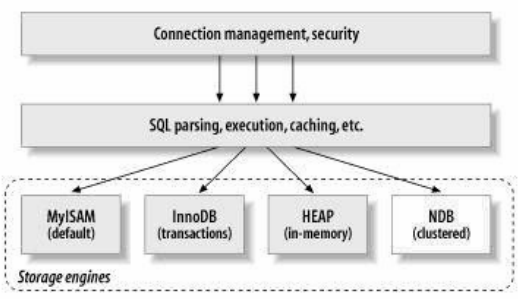 Connection management, security
SQL parsing, execution, caching, etc.
MyISAM
(default)
InnoDB
(transactions)
HEAP
(in-memory)
NDB
(clustered)
Storage engines